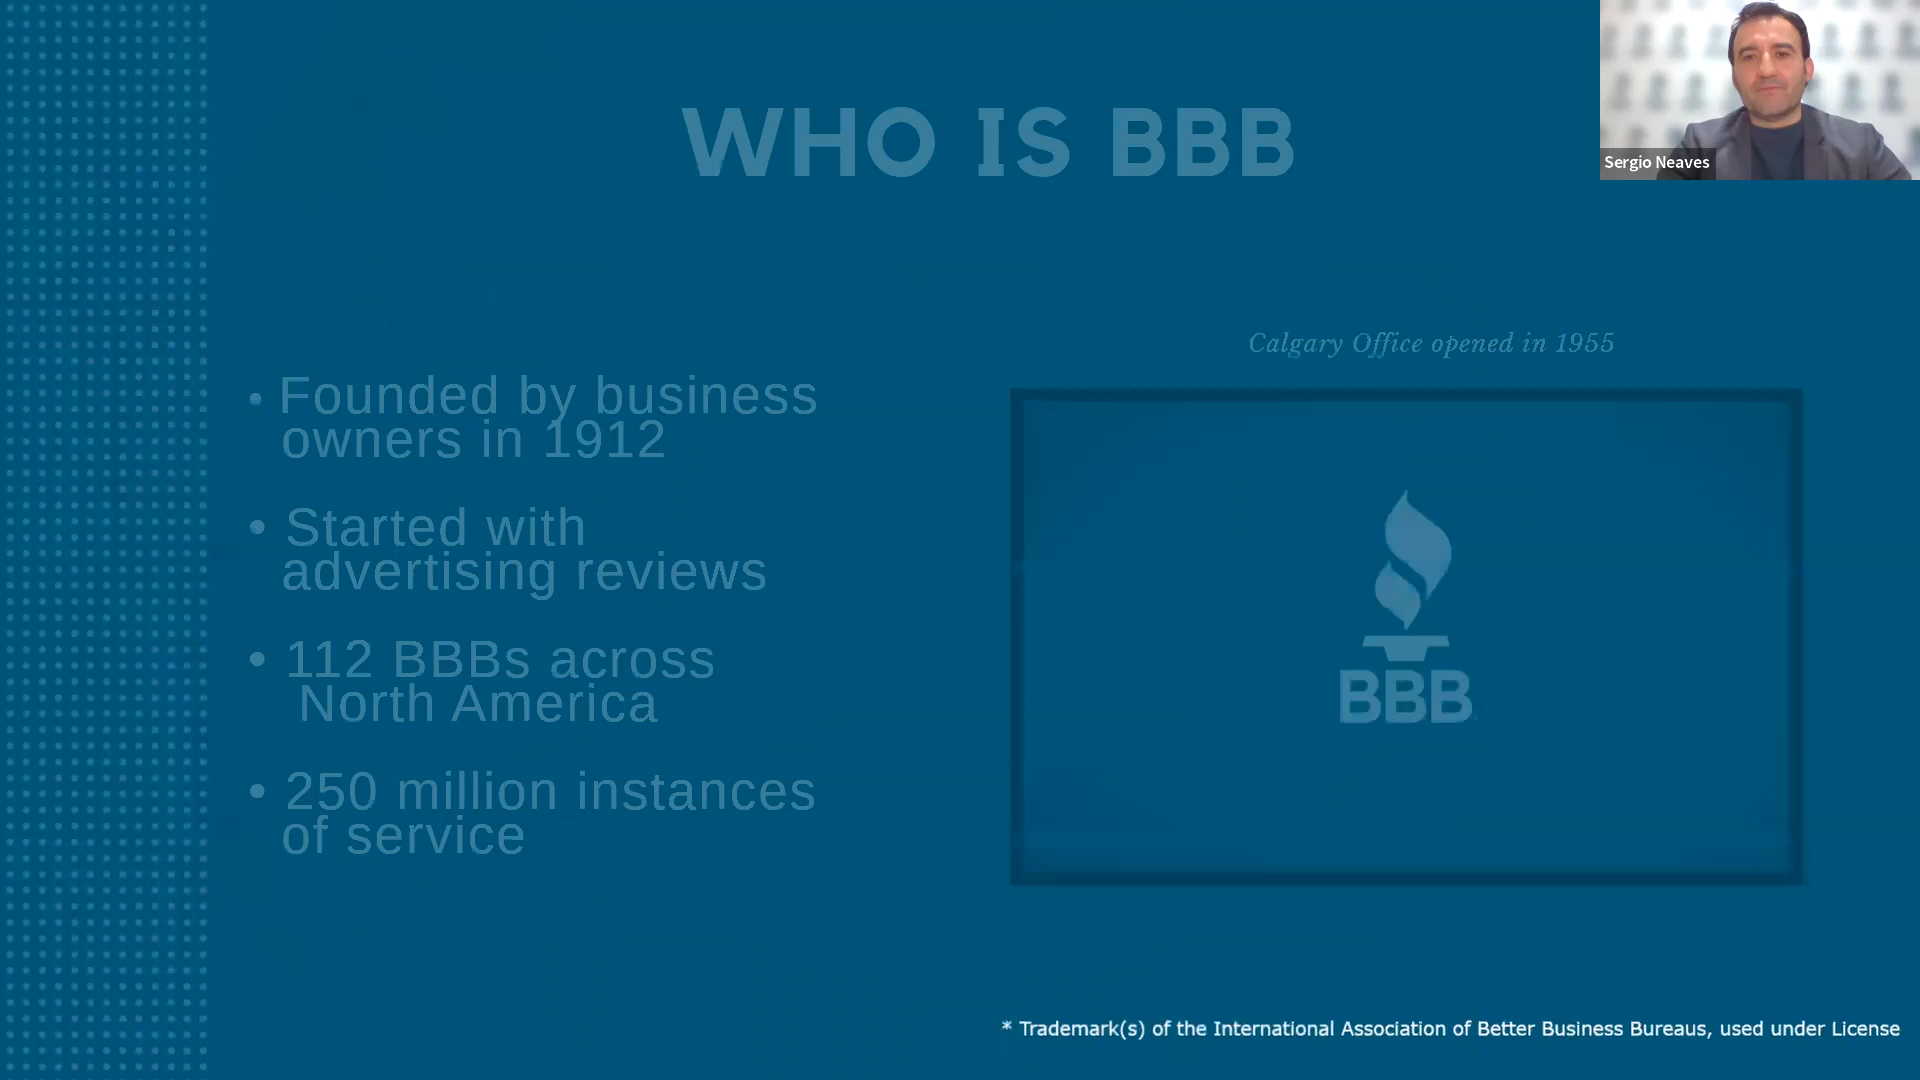 WHO IS BBB
Sergio Neaves
Calgary Office opened in 1955
• Founded by business
owners in 1912
• Started with
advertising reviews
• 112 BBBs across
North America
• 250 million instances
of service
BBB
* Trademark(s) of the International Association of Better Business Bureaus, used under License